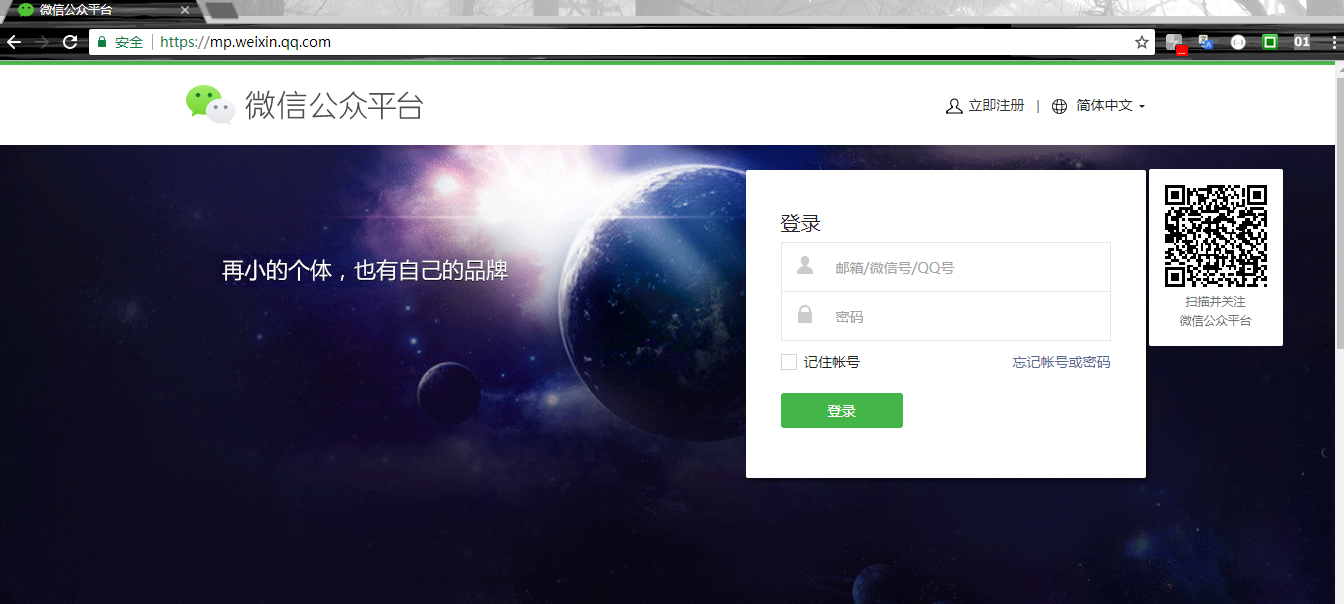 微信公众平台
安全 https://mp.weixin.qq.com
...
01
微信公众平台
立即注册 | 简体中文
再小的个体，也有自己的品牌
登录
邮箱/微信号/QQ号
密码
记住帐号 忘记帐号或密码
登录
扫描并关注
微信公众平台